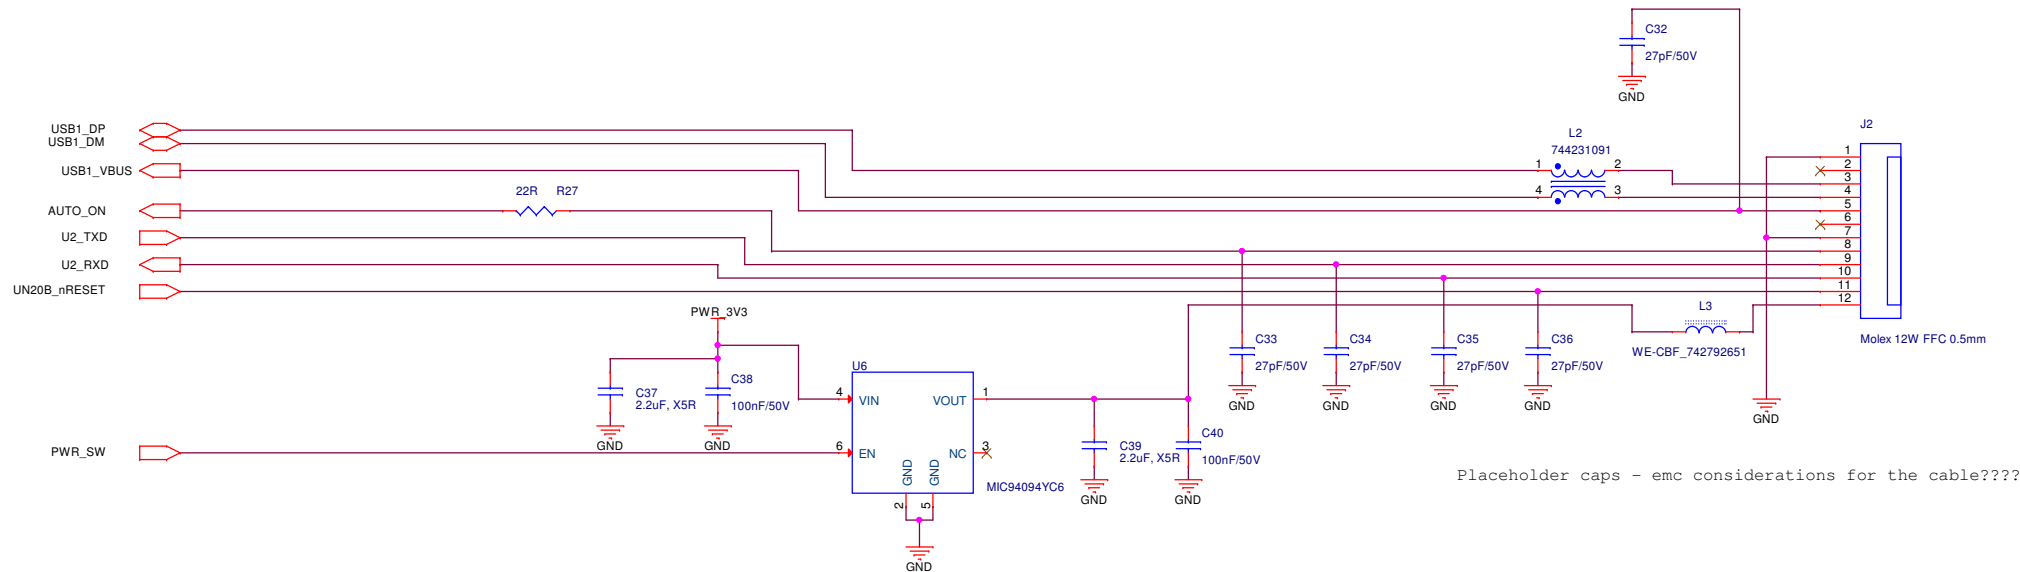 C32
27pF/50V
GND
J2
USB1_DP
USB1_DM
L2
744231091
USB1_VBUS
1
2
4
3
22R R27
AUTO_ON
U2_TXD
U2_RXD
UN20B_nRESET
1
2
3
4
5
6
7
8
9
10
11
12
L3
WE-CBF_742792651
Molex 12W FFC 0.5mm
PWR_3V3
C33
27pF/50V
GND
C34
27pF/50V
GND
C35
27pF/50V
GND
C36
27pF/50V
GND
GND
C37
2.2uF, X5R
GND
C38
100nF/50V
GND
U6
4
VIN
VOUT
1
6
EN
NC
3
GND
GND
2
5
MIC94094YC6
GND
PWR_SW
C39
2.2uF, X5R
GND
C40
100nF/50V
GND
Placeholder caps - emc considerations for the cable????